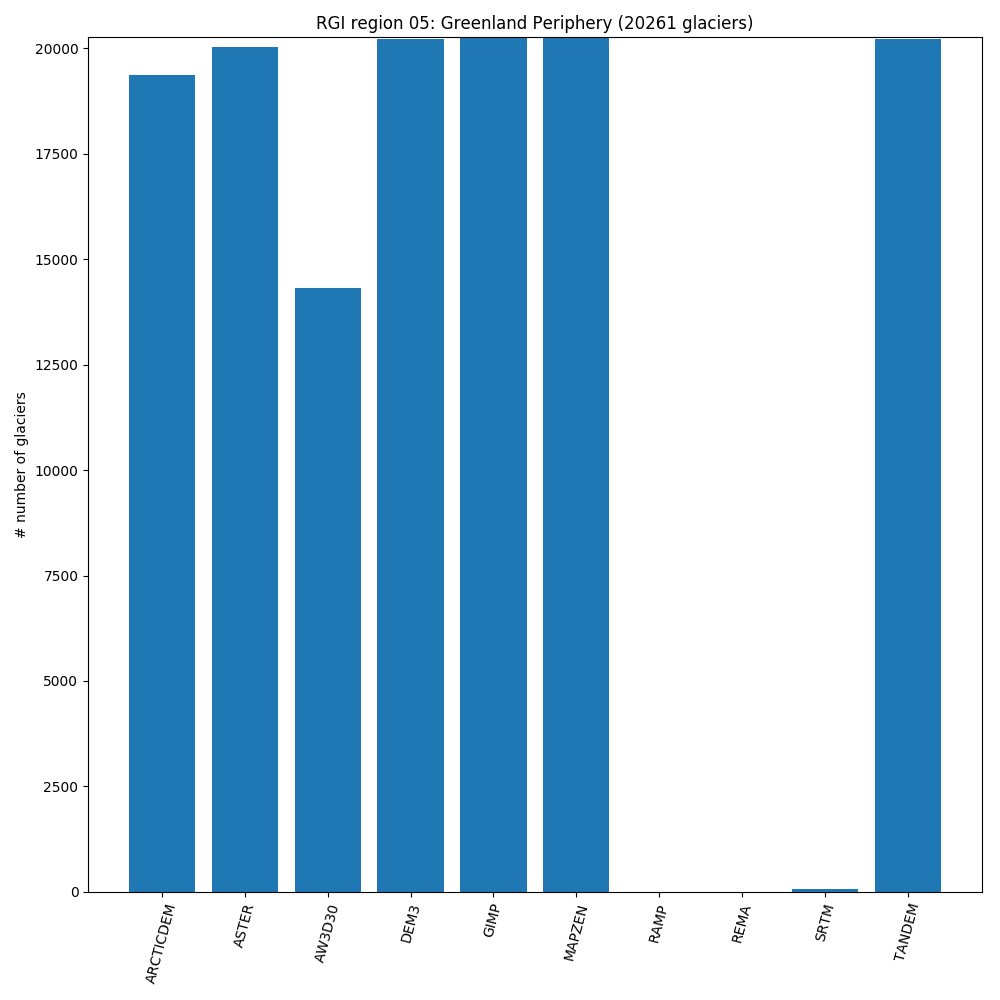 RGI region 05: Greenland Periphery (20261 glaciers)
# number of glaciers
20000
17500
15000
12500
10000
7500
5000
2500
0
ARCTICDEM
ASTER
AW3D30
DEM3
GIMP
MAPZEN
RAMP
REMA
SRTM
TANDEM